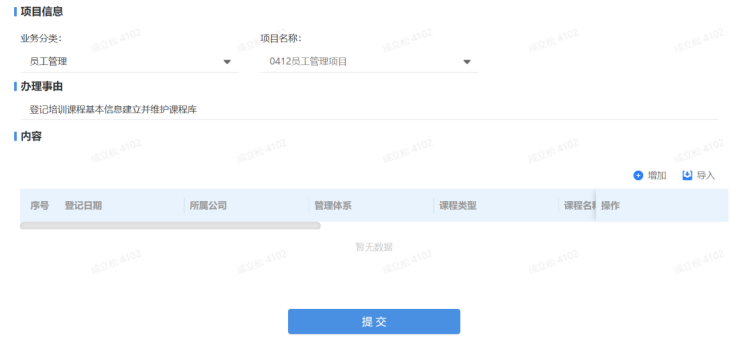 项目信息
业务分类: 项目名称:
员工管理 0412员工管理项目
办理事由
登记培训课程基本信息建立并维护课程库
内容
增加 导入
序号 登记日期 所属公司 管理体系 课程类型 课程名 操作
暂无数据
提交